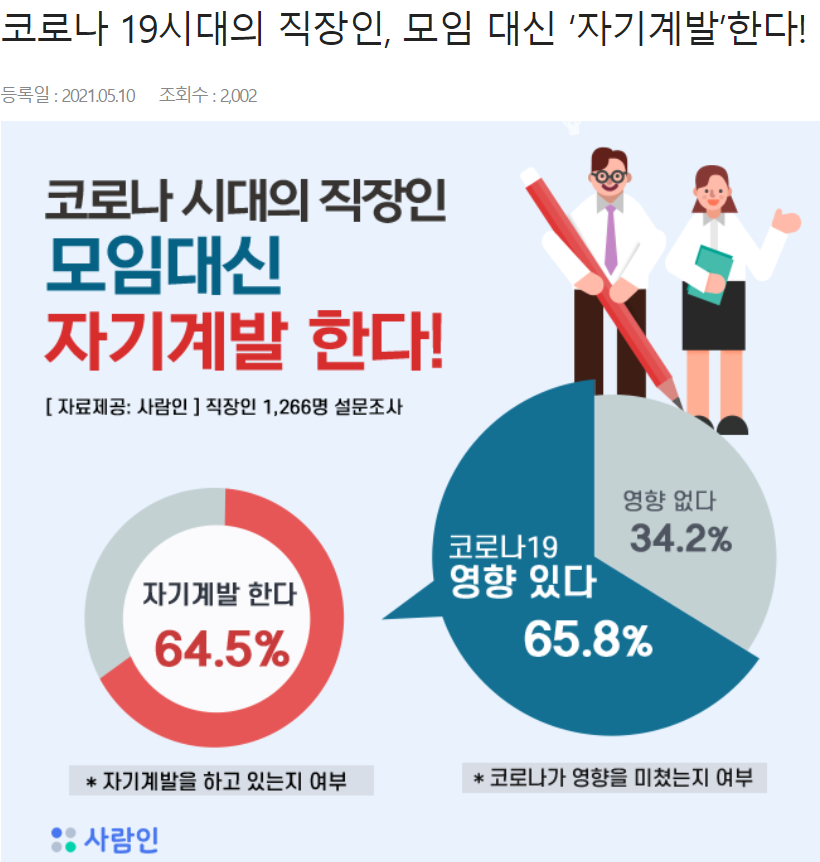 코로나 19시대의 직장인, 모임 대신 ‘자기계발’한다!
등록일 : 2021.05.10 조회수 : 2,002
코로나 시대의 직장인
모임대신
자기계발 한다!
[ 자료제공: 사람인 ] 직장인 1,266명 설문조사
영향 없다
34.2%
코로나19
영향 있다
65.8%
자기계발 한다
64.5%
* 자기계발을 하고 있는지 여부
* 코로나가 영향을 미쳤는지 여부
사람인